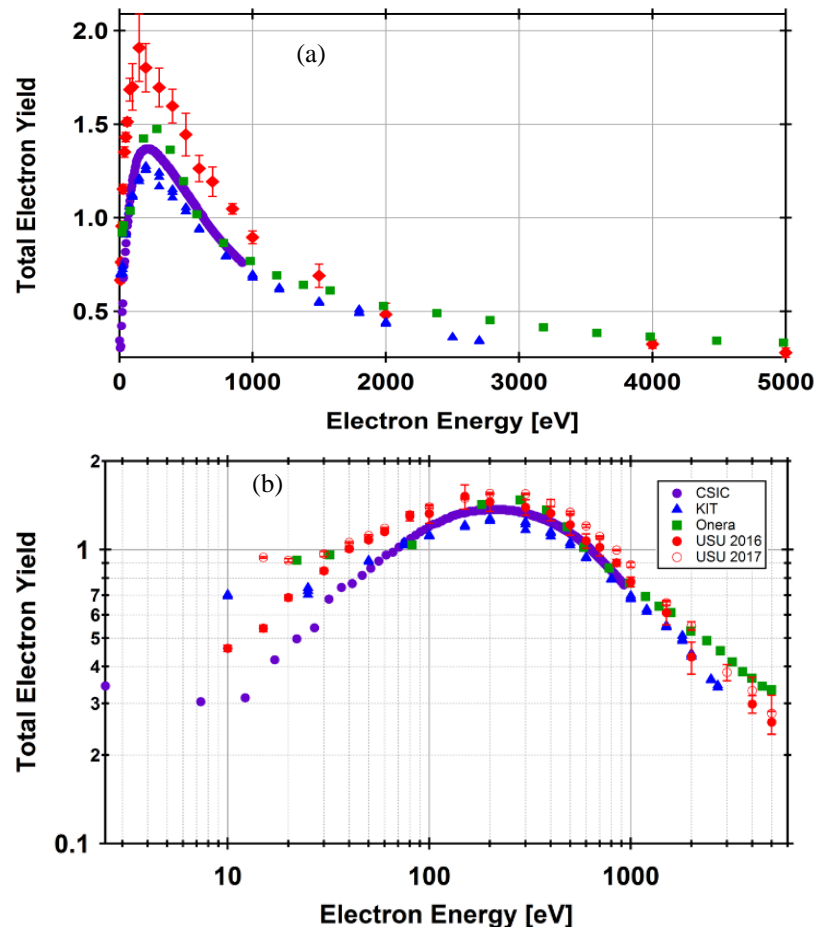 (a)
Total Electron Yield
2.0
1.5
1.0
0.5
0
1000
2000
3000
4000
5000
Electron Energy [eV]
(b)
Total Electron Yield
2
1
7
6
5
4
3
2
0.1
CSIC
KIT
Onera
USU 2016
USU 2017
10
100
1000
Electron Energy [eV]